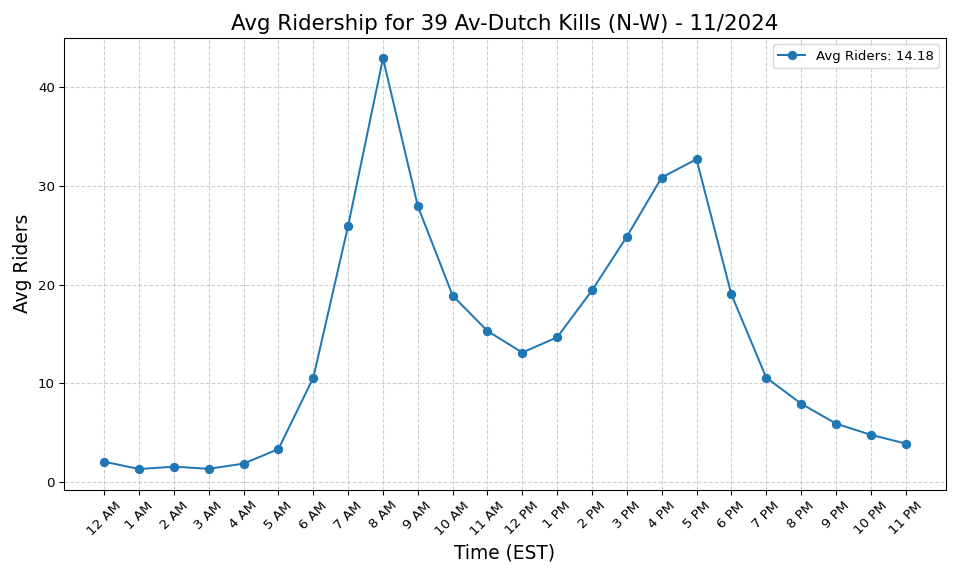 Avg Ridership for 39 Av-Dutch Kills (N-W) - 11/2024
Avg Riders: 14.18
Avg Riders
40
30
20
10
0
12 AM
1 AM
2 AM
3 AM
4 AM
5 AM
6 AM
7 AM
8 AM
9 AM
10 AM
11 AM
12 PM
1 PM
2 PM
3 PM
4 PM
5 PM
6 PM
7 PM
8 PM
9 PM
10 PM
11 PM
Time (EST)